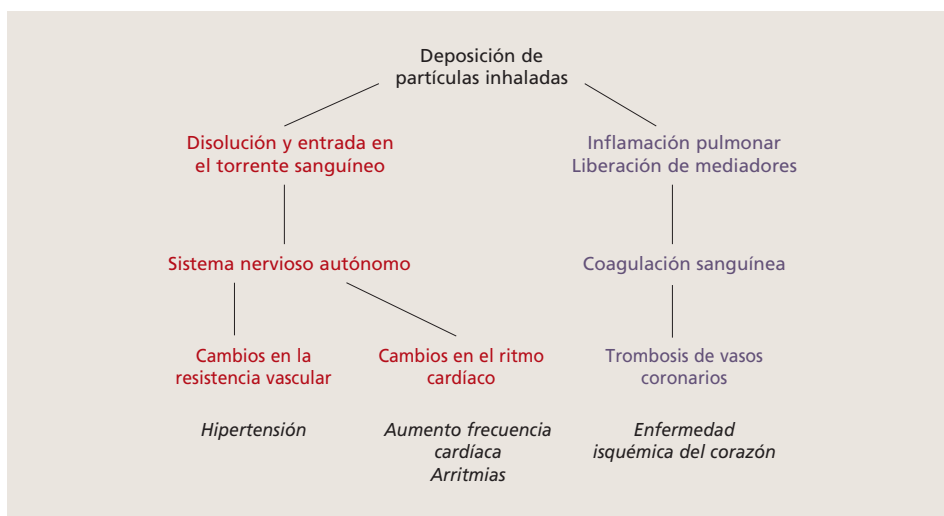 Deposición de
partículas inhaladas
Disolución y entrada en
el torrente sanguíneo
Inflamación pulmonar
Liberación de mediadores
Sistema nervioso autónomo
Coagulación sanguínea
Cambios en la
resistencia vascular
Cambios en el ritmo
cardíaco
Trombosis de vasos
coronarios
Hipertensión
Aumento frecuencia
cardíaca
Arritmias
Enfermedad
isquémica del corazón